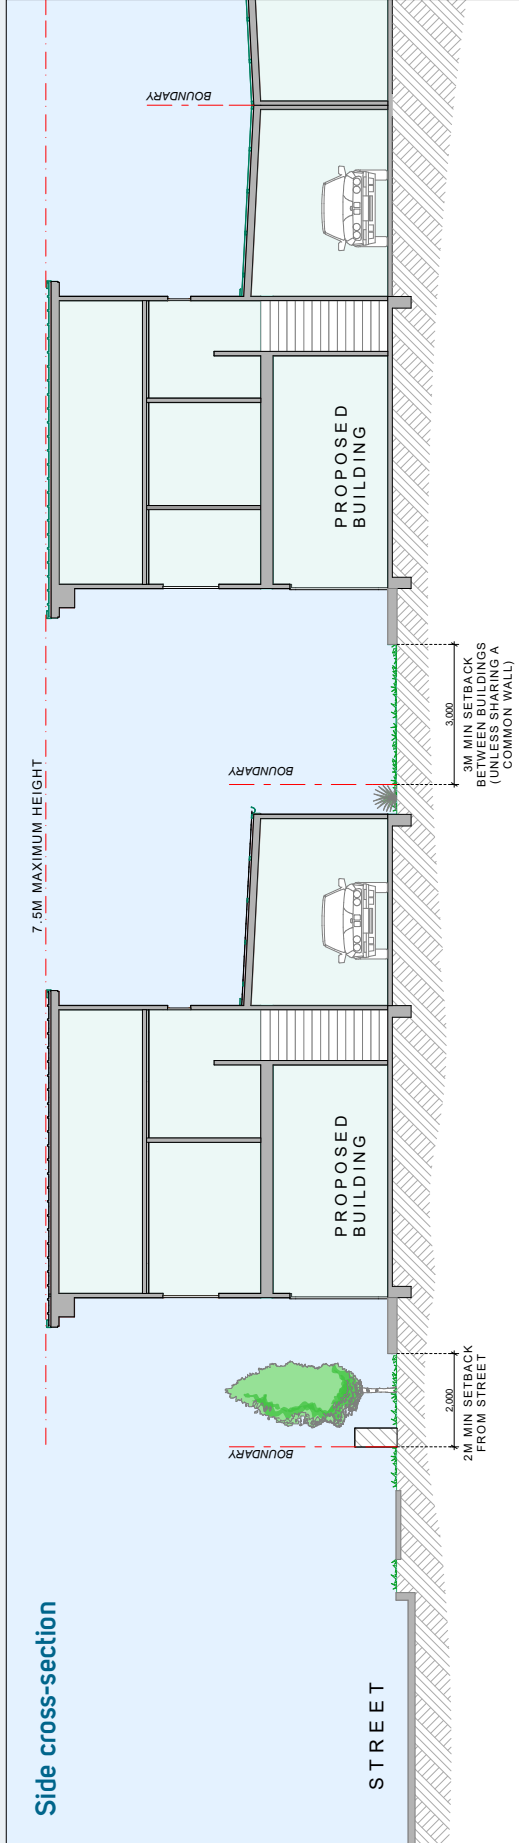 Side cross-section
7.5M MAXIMUM HEIGHT
STREET
BOUNDARY
2,000
2M MIN SETBACK
FROM STREET
PROPOSED
BUILDING
BOUNDARY
3,000
3M MIN SETBACK
BETWEEN BUILDINGS
(UNLESS SHARING A
COMMON WALL)
PROPOSED
BUILDING
BOUNDARY